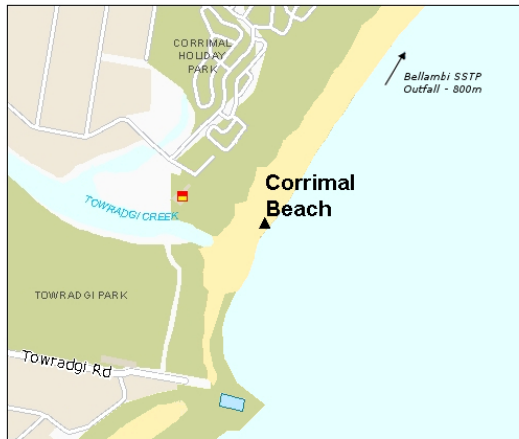 CORRIMAL
HOLIDAY
PARK
Bellambi SSTP
Outfall - 800m
Corrimal
Beach
TOWRADGI CREEK
TOWRADGI PARK
Towradgi Rd